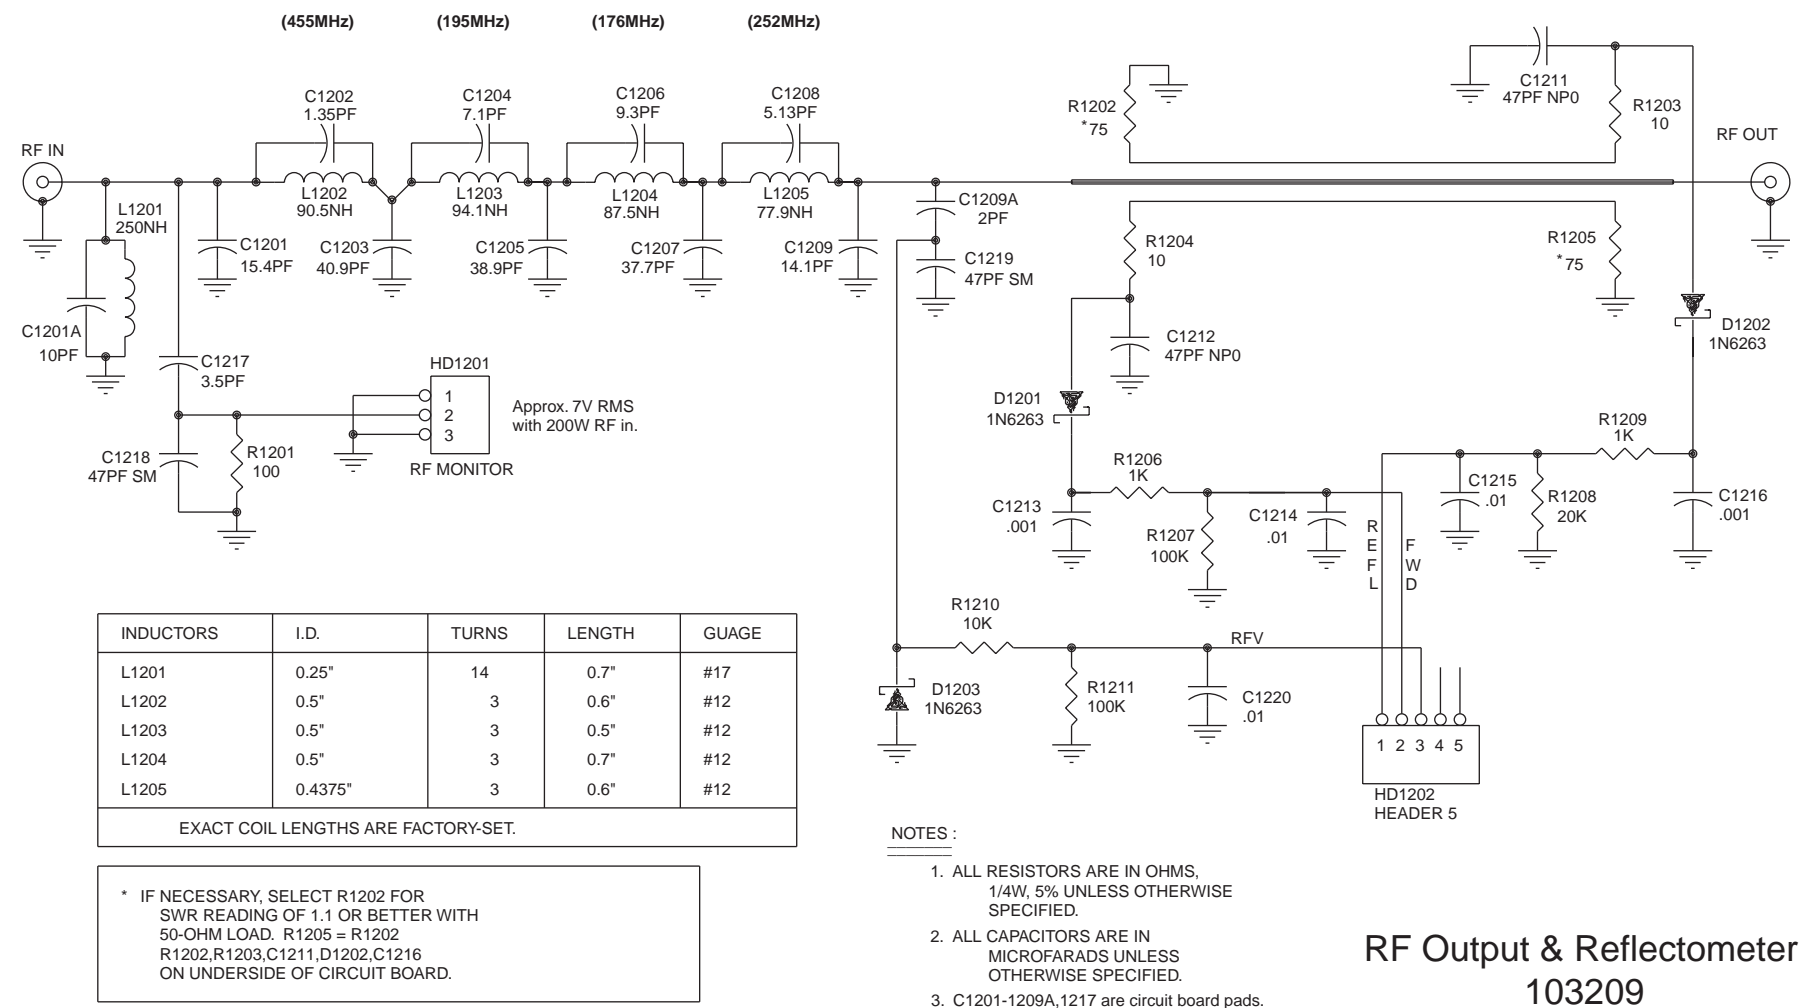 (455MHz) (195MHz) (176MHz) (252MHz)
C1202
1.35PF
C1204
7.1PF
C1206
9.3PF
C1208
5.13PF
C1211
47PF NP0
R1202
*75
R1203
10
RF IN
RF OUT
L1201
250NH
L1202
90.5NH
L1203
94.1NH
L1204
87.5NH
L1205
77.9NH
C1209A
2PF
C1201
15.4PF
C1203
40.9PF
C1205
38.9PF
C1207
37.7PF
C1209
14.1PF
C1219
47PF SM
R1204
10
R1205
*75
C1201A
10PF
C1217
3.5PF
HD1201
1
2
3
RF MONITOR
Approx. 7V RMS
with 200W RF in.
C1212
47PF NP0
D1202
1N6263
D1201
1N6263
C1218
47PF SM
R1201
100
R1209
1K
R1206
1K
C1213
.001
R1207
100K
C1214
.01
REFL
FWD
C1215
.01
R1208
20K
C1216
.001
R1210
10K
RFV
D1203
1N6263
R1211
100K
C1220
.01
1 2 3 4 5
HD1202
HEADER 5
INDUCTORS I.D. TURNS LENGTH GUAGE
L1201 0.25" 14 0.7" #17
L1202 0.5" 3 0.6" #12
L1203 0.5" 3 0.5" #12
L1204 0.5" 3 0.7" #12
L1205 0.4375" 3 0.6" #12
EXACT COIL LENGTHS ARE FACTORY-SET.
* IF NECESSARY, SELECT R1202 FOR
SWR READING OF 1.1 OR BETTER WITH
50-OHM LOAD. R1205 = R1202
R1202,R1203,C1211,D1202,C1216
ON UNDERSIDE OF CIRCUIT BOARD.
NOTES :
1. ALL RESISTORS ARE IN OHMS,
1/4W, 5% UNLESS OTHERWISE
SPECIFIED.
2. ALL CAPACITORS ARE IN
MICROFARADS UNLESS
OTHERWISE SPECIFIED.
3. C1201-1209A,1217 are circuit board pads.
RF Output & Reflectometer
103209